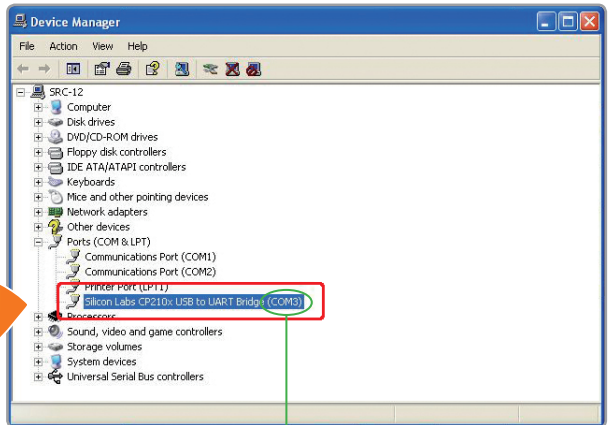 Device Manager
File Action View Help
SRC-12
Computer
Disk drives
DVD/CD-ROM drives
Floppy disk controllers
IDE ATA/ATAPI controllers
Keyboards
Mice and other pointing devices
Network adapters
Other devices
Ports (COM & LPT)
Communications Port (COM1)
Communications Port (COM2)
Printer Port (LPT1)
Silicon Labs CP210x USB to UART Bridge (COM3)
Processors
Sound, video and game controllers
Storage volumes
System devices
Universal Serial Bus controllers